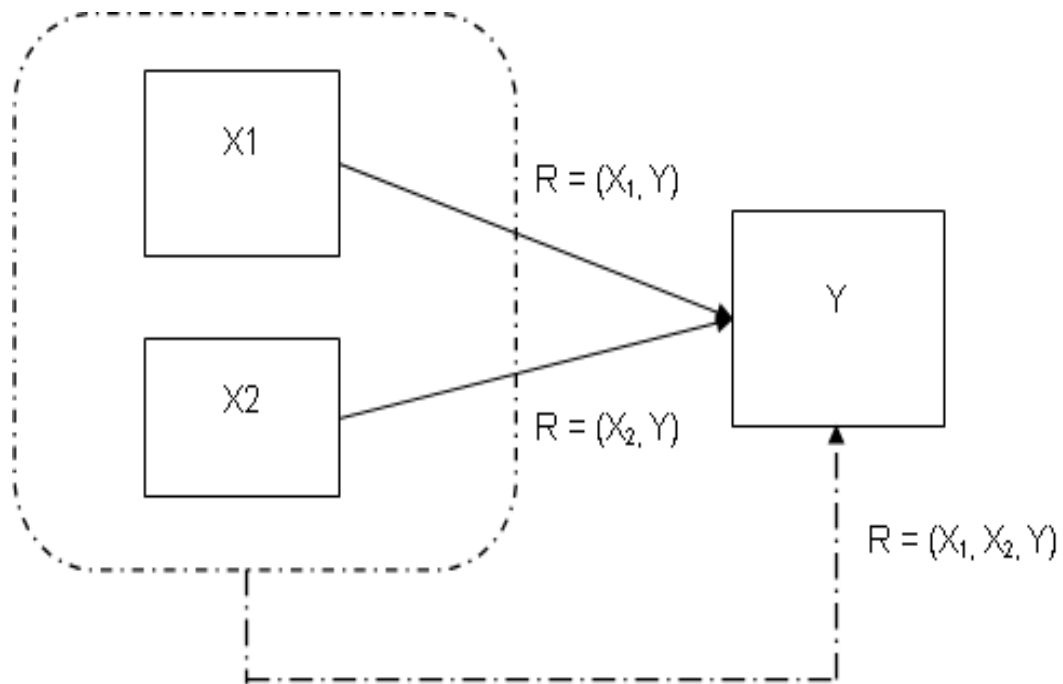 X1
R = (X₁, Y)
Y
X2
R = (X₂, Y)
R = (X₁, X₂, Y)